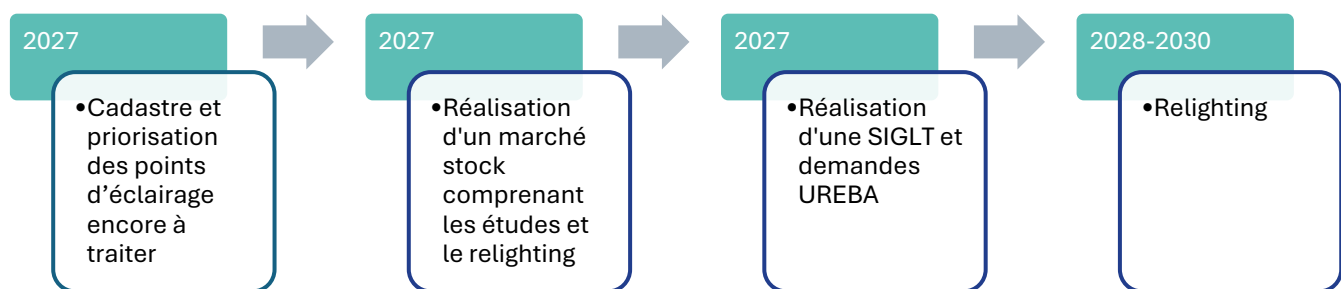 2027
•Cadastre et
priorisation
des points
d’éclairage
encore à
traiter
2027
•Réalisation
d'un marché
stock
comprenant
les études et
le relighting
2027
•Réalisation
d'une SIGLT et
demandes
UREBA
2028-2030
•Relighting